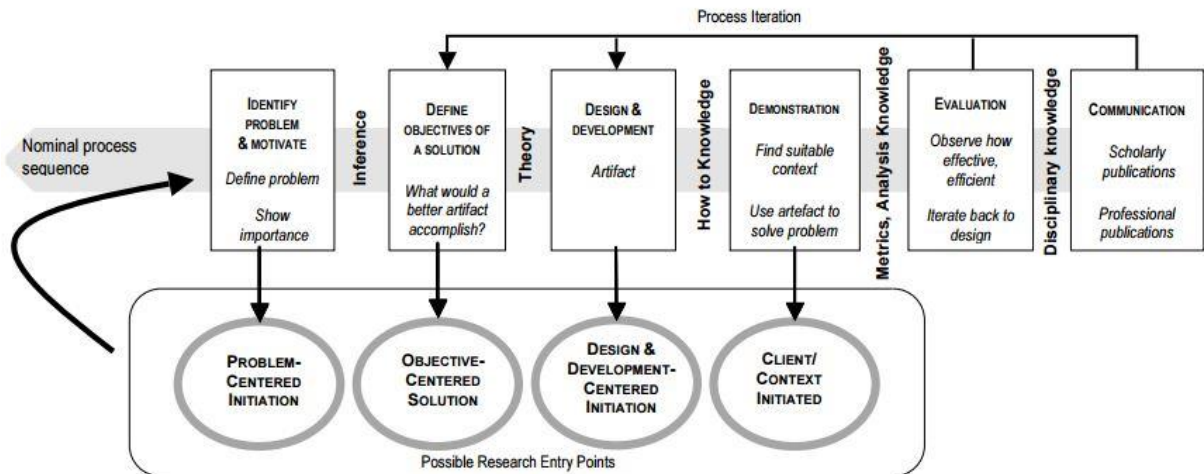 Process Iteration
Nominal process
sequence
IDENTIFY
PROBLEM
& MOTIVATE
Define problem
Show
importance
Inference
DEFINE
OBJECTIVES OF
A SOLUTION
What would a
better artifact
accomplish?
Theory
DESIGN &
DEVELOPMENT
Artifact
How to Knowledge
DEMONSTRATION
Find suitable
context
Use artefact to
solve problem
Metrics, Analysis Knowledge
EVALUATION
Observe how
effective,
efficient
Iterate back to
design
Disciplinary knowledge
COMMUNICATION
Scholarly
publications
Professional
publications
PROBLEM-
CENTERED
INITIATION
OBJECTIVE-
CENTERED
SOLUTION
DESIGN &
DEVELOPMENT-
CENTERED
INITIATION
CLIENT/
CONTEXT
INITIATED
Possible Research Entry Points